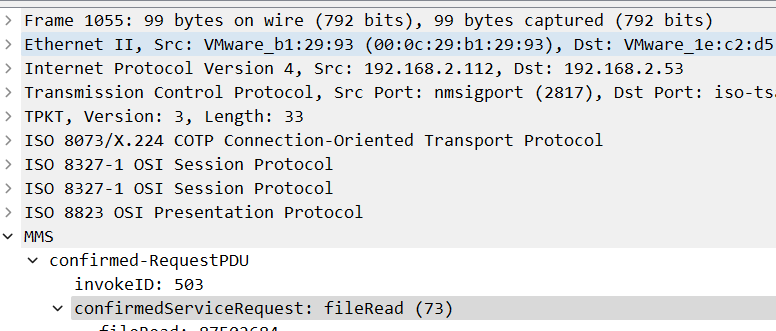 Frame 1055: 99 bytes on wire (792 bits), 99 bytes captured (792 bits)
Ethernet II, Src: VMware_b1:29:93 (00:0c:29:b1:29:93), Dst: VMware_1e:c2:d5
Internet Protocol Version 4, Src: 192.168.2.112, Dst: 192.168.2.53
Transmission Control Protocol, Src Port: nmsigport (2817), Dst Port: iso-tsa
TPKT, Version: 3, Length: 33
ISO 8073/X.224 COTP Connection-Oriented Transport Protocol
ISO 8327-1 OSI Session Protocol
ISO 8327-1 OSI Session Protocol
ISO 8823 OSI Presentation Protocol
MMS
confirmed-RequestPDU
invokeID: 503
confirmedServiceRequest: fileRead (73)
fileRead: 87502684